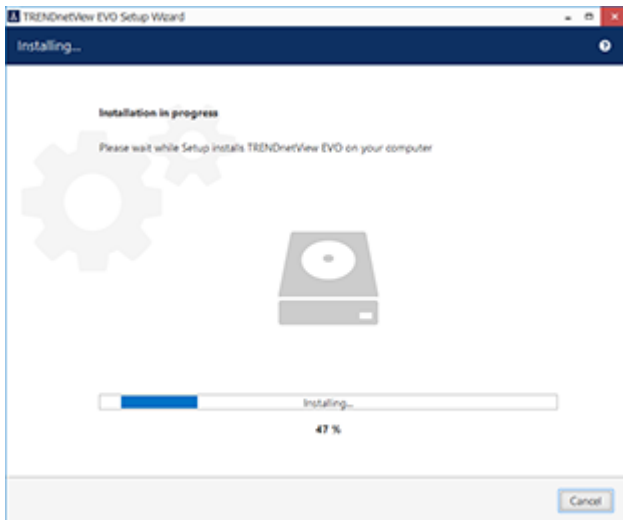 TRENDnetView EVO Setup Wizard
Installing...
Installation in progress
Please wait while Setup installs TRENDnetView EVO on your computer
Installing...
47 %
Cancel